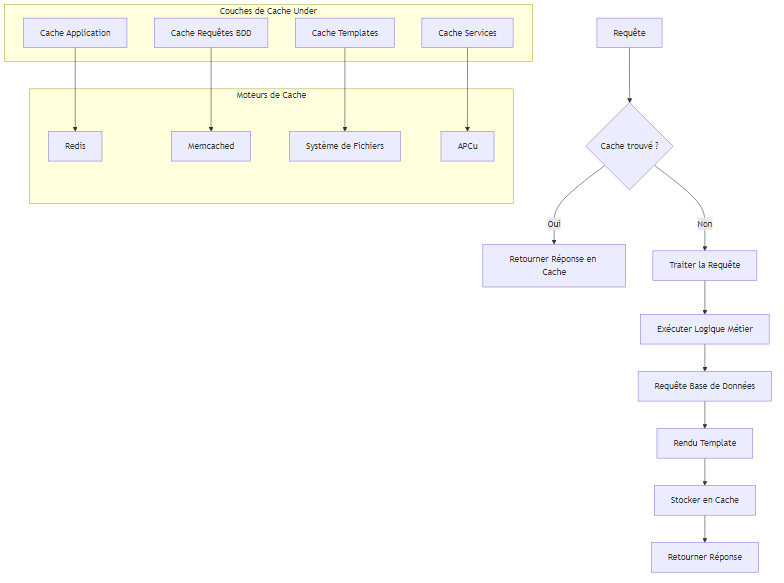 Couches de Cache Under
Cache Application
Cache Requêtes BDD
Cache Templates
Cache Services
Moteurs de Cache
Redis
Memcached
Système de Fichiers
APCu
Requête
Cache trouvé ?
Oui
Non
Retourner Réponse en
Cache
Traiter la Requête
Exécuter Logique Métier
Requête Base de Données
Rendu Template
Stocker en Cache
Retourner Réponse